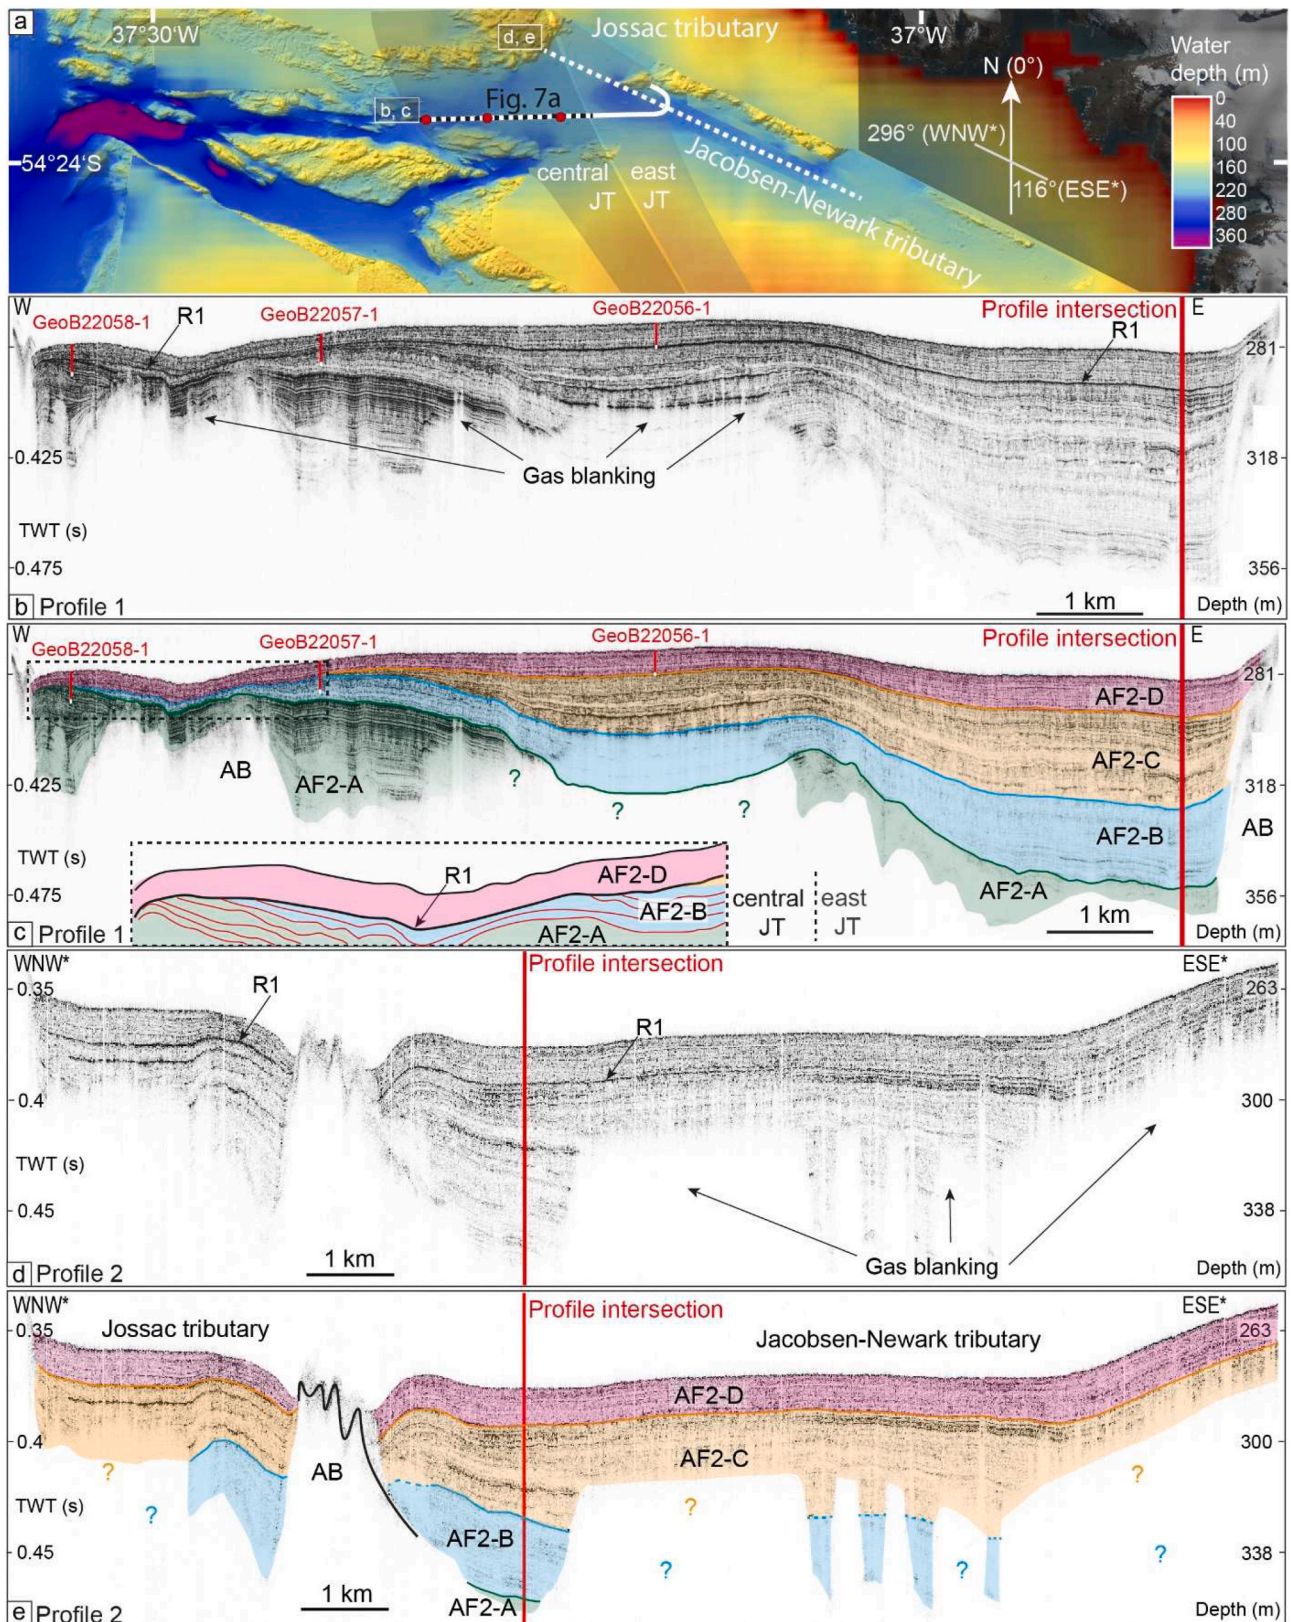 a
37°30'W
d, e
Jossac tributary
37°W
Water
depth (m)
N (0°)
0
40
100
160
220
280
360
b, c
Fig. 7a
296° (WNW*)
54°24'S
central
JT
east
JT
116°(ESE*)
Jacobsen-Newark tributary
W
GeoB22058-1
R1
GeoB22057-1
GeoB22056-1
Profile intersection
E
R1
281
0.425
Gas blanking
318
TWT (s)
0.475
356
1 km
b Profile 1
Depth (m)
W
GeoB22058-1
GeoB22057-1
GeoB22056-1
Profile intersection
E
281
AF2-D
AF2-C
AB
AF2-A
?
?
?
0.425
318
AF2-B
AB
TWT (s)
R1
AF2-D
AF2-B
AF2-A
central
JT
east
JT
AF2-A
0.475
356
1 km
c Profile 1
Depth (m)
WNW*
Profile intersection
ESE*
0.35
R1
263
R1
0.4
300
TWT (s)
0.45
338
1 km
Gas blanking
d Profile 2
Depth (m)
WNW*
Profile intersection
ESE*
0.35
Jossac tributary
Jacobsen-Newark tributary
263
AF2-D
0.4
300
AF2-C
AB
?
?
?
TWT (s)
?
AF2-B
0.45
?
?
?
338
1 km
AF2-A
e Profile 2
Depth (m)